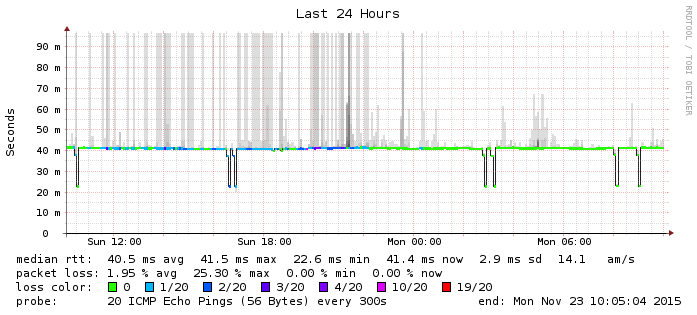 Last 24 Hours
RRDTOOL / TOBI OETIKER
Seconds
90 m
80 m
70 m
60 m
50 m
40 m
30 m
20 m
10 m
0
Sun 12:00 Sun 18:00 Mon 00:00 Mon 06:00
median rtt: 40.5 ms avg 41.5 ms max 22.6 ms min 41.4 ms now 2.9 ms sd 14.1 am/s
packet loss: 1.95 % avg 25.30 % max 0.00 % min 0.00 % now
loss color: 0 1/20 2/20 3/20 4/20 10/20 19/20
probe: 20 ICMP Echo Pings (56 Bytes) every 300s end: Mon Nov 23 10:05:04 2015